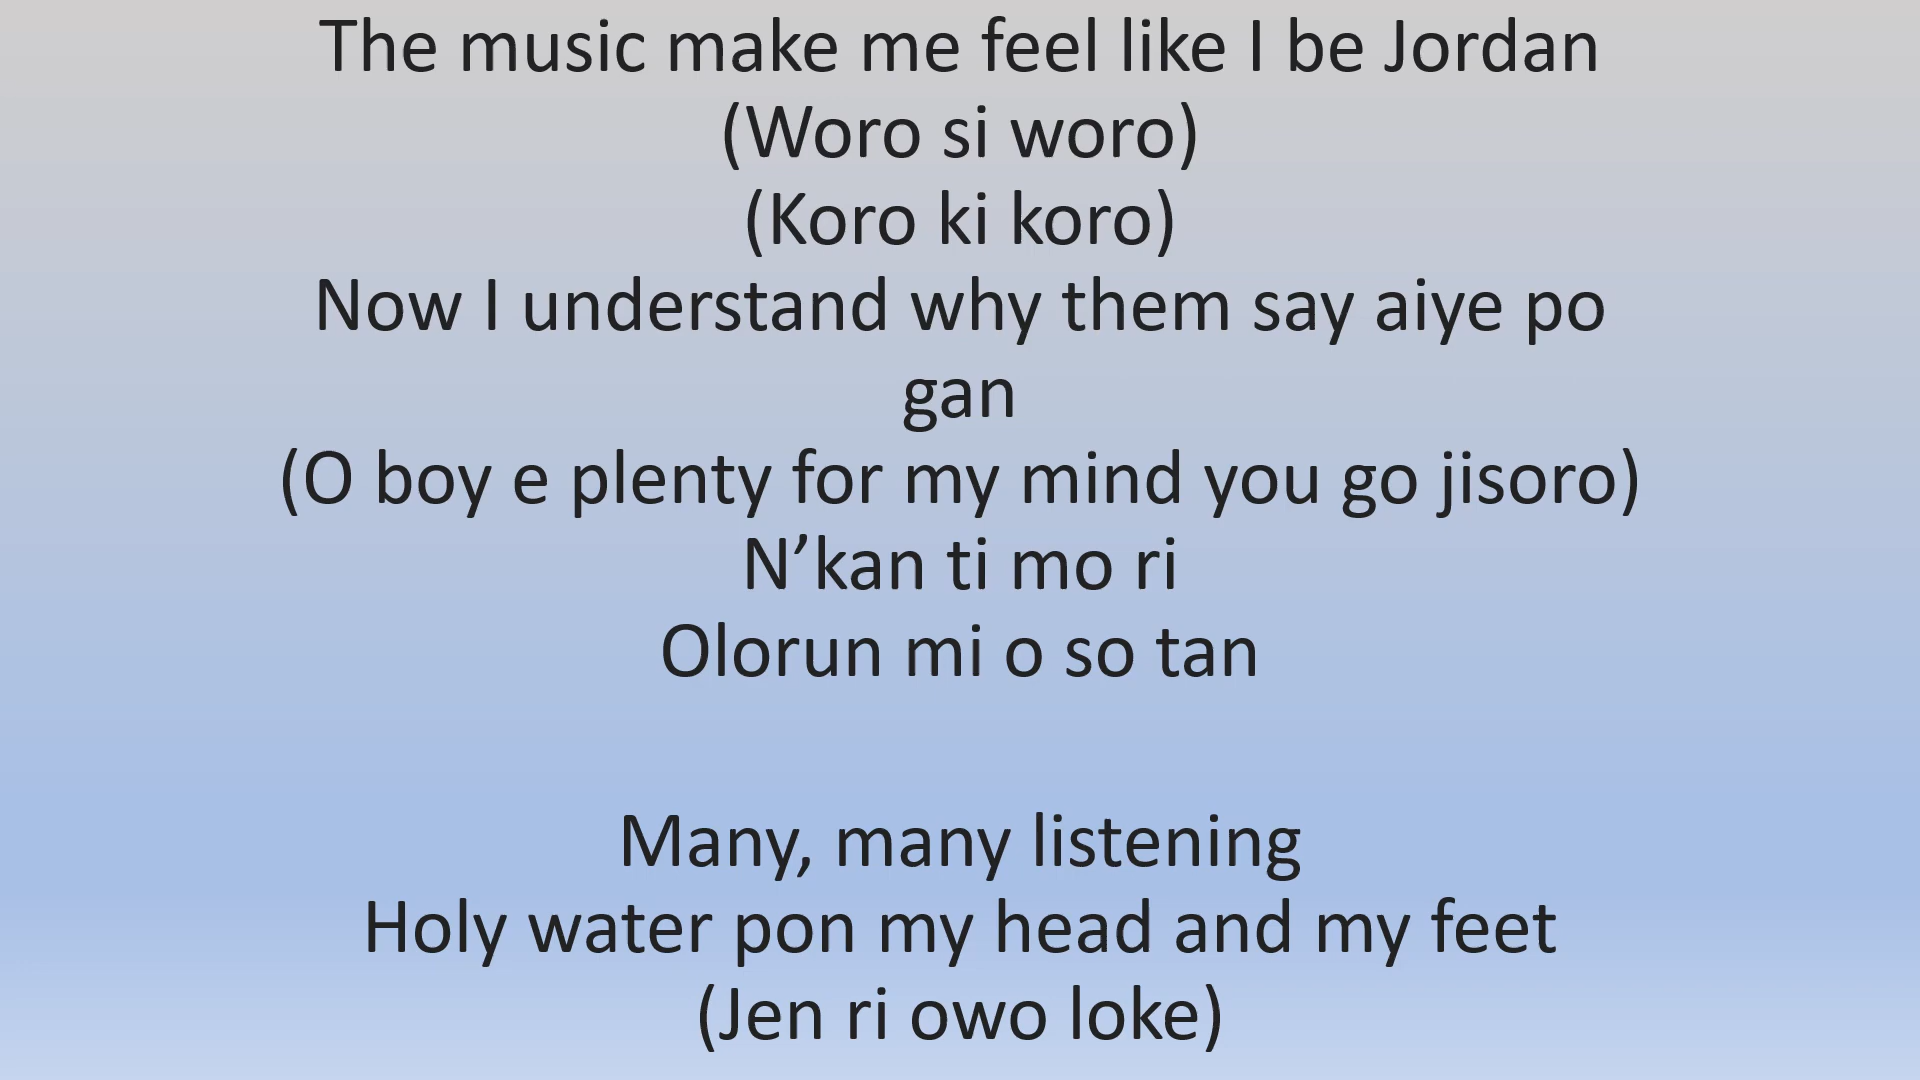 The music make me feel like I be Jordan
(Woro si woro)
(Koro ki koro)
Now I understand why them say aiye po
gan
(O boy e plenty for my mind you go jisoro)
N’kan ti mo ri
Olorun mi o so tan
Many, many listening
Holy water pon my head and my feet
(Jen ri owo loke)